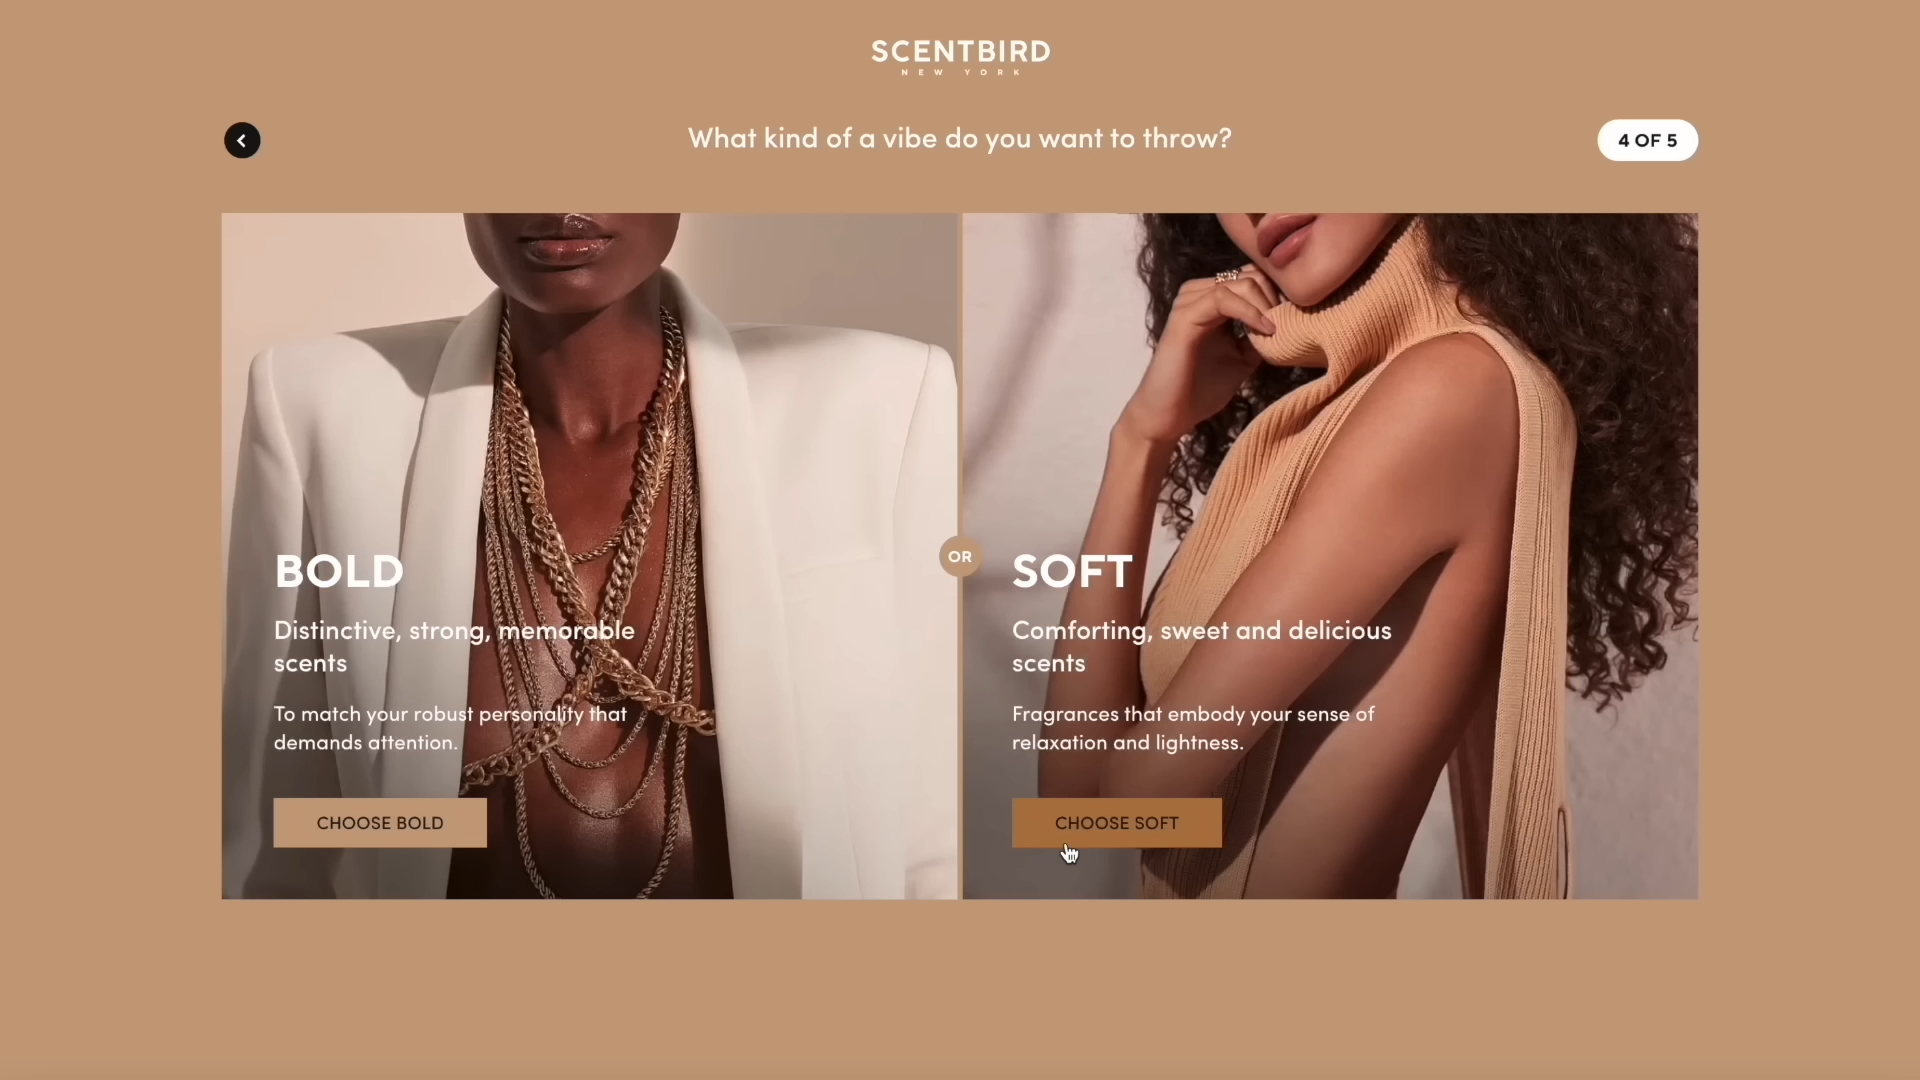 SCENTBIRD
NEW YORK
What kind of a vibe do you want to throw?
4 OF 5
BOLD
Distinctive, strong, memorable
scents
To match your robust personality that
demands attention.
CHOOSE BOLD
OR
SOFT
Comforting, sweet and delicious
scents
Fragrances that embody your sense of
relaxation and lightness.
CHOOSE SOFT